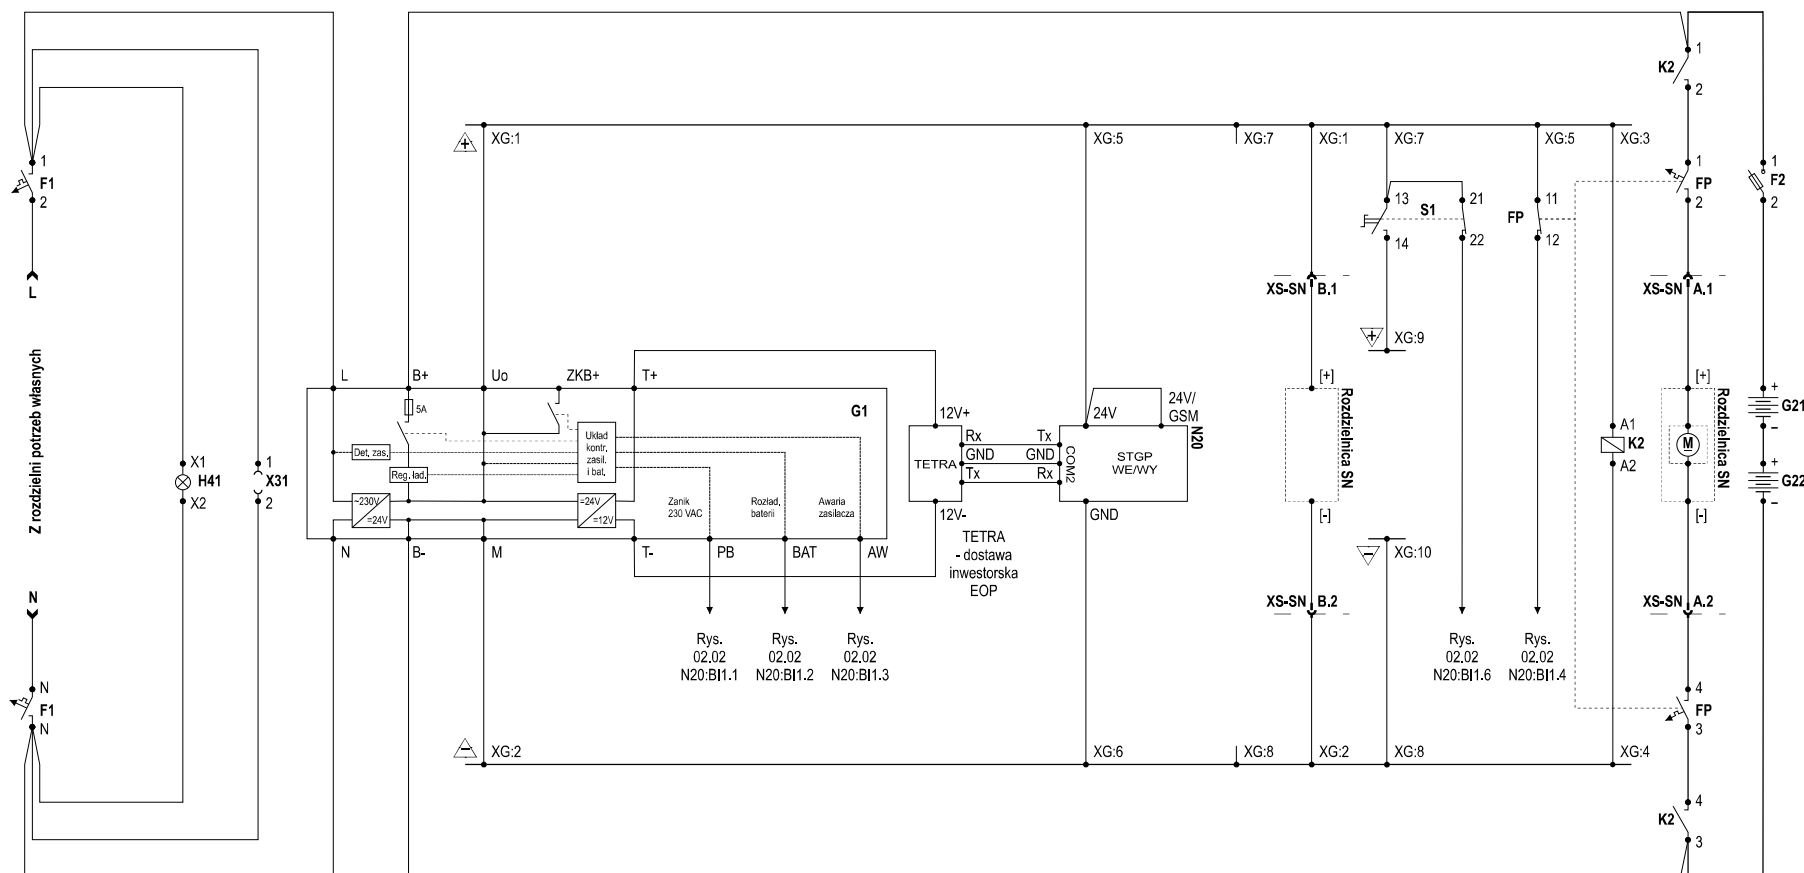 1
K2
2
XG:1
XG:5
XG:7
XG:1
XG:7
XG:5
XG:3
1
F1
2
L
1
FP
2
1
F2
2
13
21
S1
14
22
11
FP
12
XS-SN B.1
XS-SN A.1
XG:9
Z rozdzielni potrzeb własnych
L
B+
Uo
ZKB+
T+
5A
G1
Det. zas.
Reg. ład.
Układ
kontr.
zasil.
i bat.
~230V
=24V
=24V
=12V
Zanik
230 VAC
Rozład.
baterii
Awaria
zasilacza
N
B-
M
T-
PB
BAT
AW
12V+
TETRA
12V-
Rx
GND
Tx
Tx
GND
Rx
COM2
24V
24V/
GSM
N20
STGP
WE/WY
GND
TETRA
- dostawa
inwestorska
EOP
[+]
Rozdzielnica SN
[-]
A1
K2
A2
[+]
M
Rozdzielnica SN
[-]
+
G21
-
+
G22
-
X1
H41
X2
1
X31
2
XG:10
N
XS-SN B.2
XS-SN A.2
Rys.
02.02
N20:BI1.1
Rys.
02.02
N20:BI1.2
Rys.
02.02
N20:BI1.3
Rys.
02.02
N20:BI1.6
Rys.
02.02
N20:BI1.4
N
F1
N
4
FP
3
XG:2
XG:6
XG:8
XG:2
XG:8
XG:4
4
K2
3